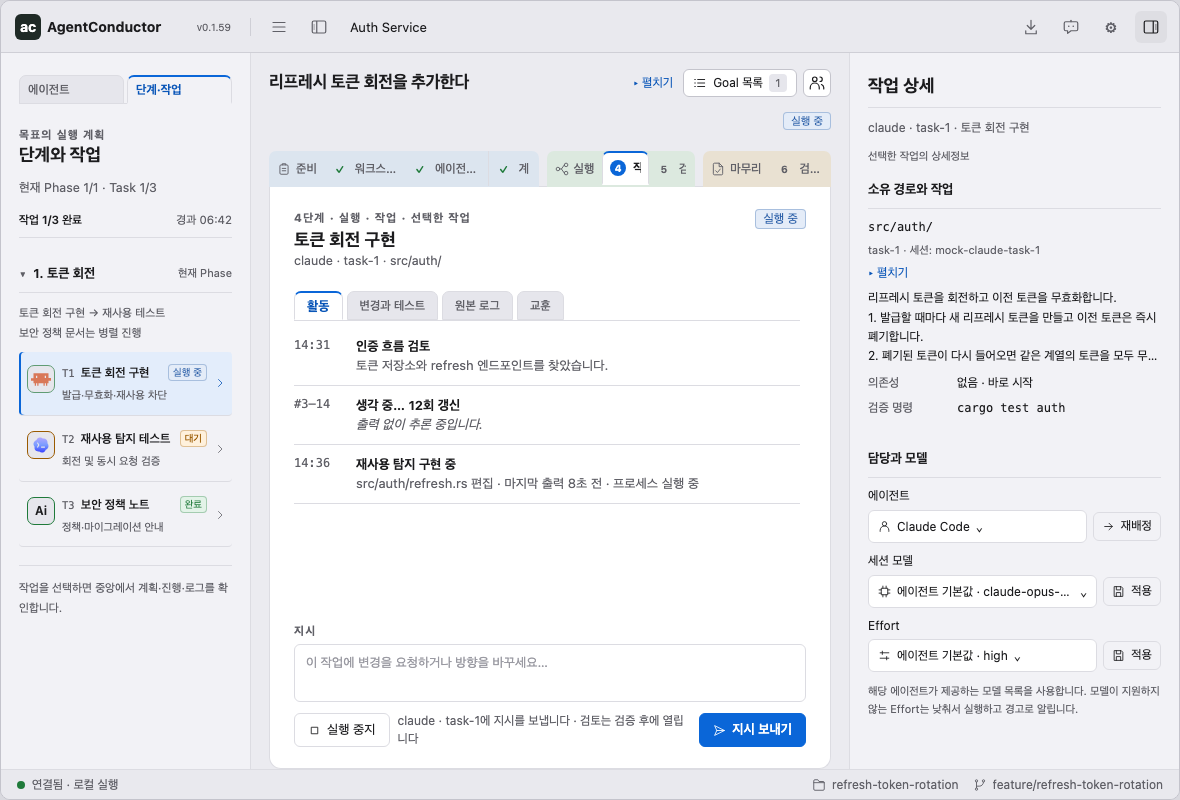 ac AgentConductor v0.1.59 Auth Service
에이전트 단계·작업
목표의 실행 계획
단계와 작업
현재 Phase 1/1 · Task 1/3
작업 1/3 완료 경과 06:42
1. 토큰 회전 현재 Phase
토큰 회전 구현 → 재사용 테스트
보안 정책 문서는 병렬 진행
T1 토큰 회전 구현 실행 중
발급·무효화·재사용 차단
T2 재사용 탐지 테스트 대기
회전 및 동시 요청 검증
Ai T3 보안 정책 노트 완료
정책·마이그레이션 안내
작업을 선택하면 중앙에서 계획·진행·로그를 확
인합니다.
리프레시 토큰 회전을 추가한다 펼치기 Goal 목록 1
실행 중
준비 워크스... 에이전... 계 실행 4 작 5 검 마무리 6 검...
4단계 · 실행 · 작업 · 선택한 작업 실행 중
토큰 회전 구현
claude · task-1 · src/auth/
활동 변경과 테스트 원본 로그 교훈
14:31 인증 흐름 검토
토큰 저장소와 refresh 엔드포인트를 찾았습니다.
#3–14 생각 중... 12회 갱신
출력 없이 추론 중입니다.
14:36 재사용 탐지 구현 중
src/auth/refresh.rs 편집 · 마지막 출력 8초 전 · 프로세스 실행 중
지시
이 작업에 변경을 요청하거나 방향을 바꾸세요...
실행 중지 claude · task-1에 지시를 보냅니다 · 검토는 검증 후에 열립
니다 지시 보내기
작업 상세
claude · task-1 · 토큰 회전 구현
선택한 작업의 상세정보
소유 경로와 작업
src/auth/
task-1 · 세션: mock-claude-task-1
펼치기
리프레시 토큰을 회전하고 이전 토큰을 무효화합니다.
1. 발급할 때마다 새 리프레시 토큰을 만들고 이전 토큰은 즉시
폐기합니다.
2. 폐기된 토큰이 다시 들어오면 같은 계열의 토큰을 모두 무...
의존성 없음 · 바로 시작
검증 명령 cargo test auth
담당과 모델
에이전트
Claude Code 재배정
세션 모델
에이전트 기본값 · claude-opus-... 적용
Effort
에이전트 기본값 · high 적용
해당 에이전트가 제공하는 모델 목록을 사용합니다. 모델이 지원하지
않는 Effort는 낮춰서 실행하고 경고로 알립니다.
연결됨 · 로컬 실행 refresh-token-rotation feature/refresh-token-rotation